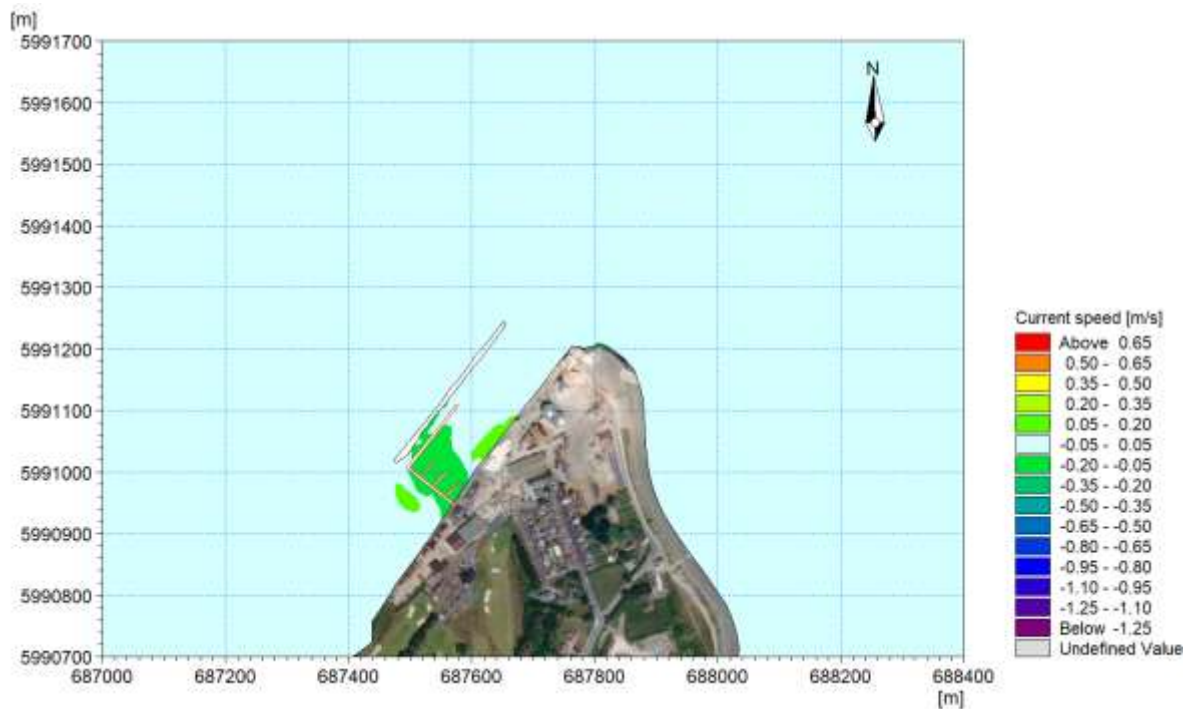 [m]
5991700
5991600
5991500
5991400
5991300
5991200
5991100
5991000
5990900
5990800
5990700
687000 687200 687400 687600 687800 688000 688200 688400
[m]
N
Current speed [m/s]
Above 0.65
0.50 - 0.65
0.35 - 0.50
0.20 - 0.35
0.05 - 0.20
-0.05 - 0.05
-0.20 - -0.05
-0.35 - -0.20
-0.50 - -0.35
-0.65 - -0.50
-0.80 - -0.65
-0.95 - -0.80
-1.10 - -0.95
-1.25 - -1.10
Below -1.25
Undefined Value